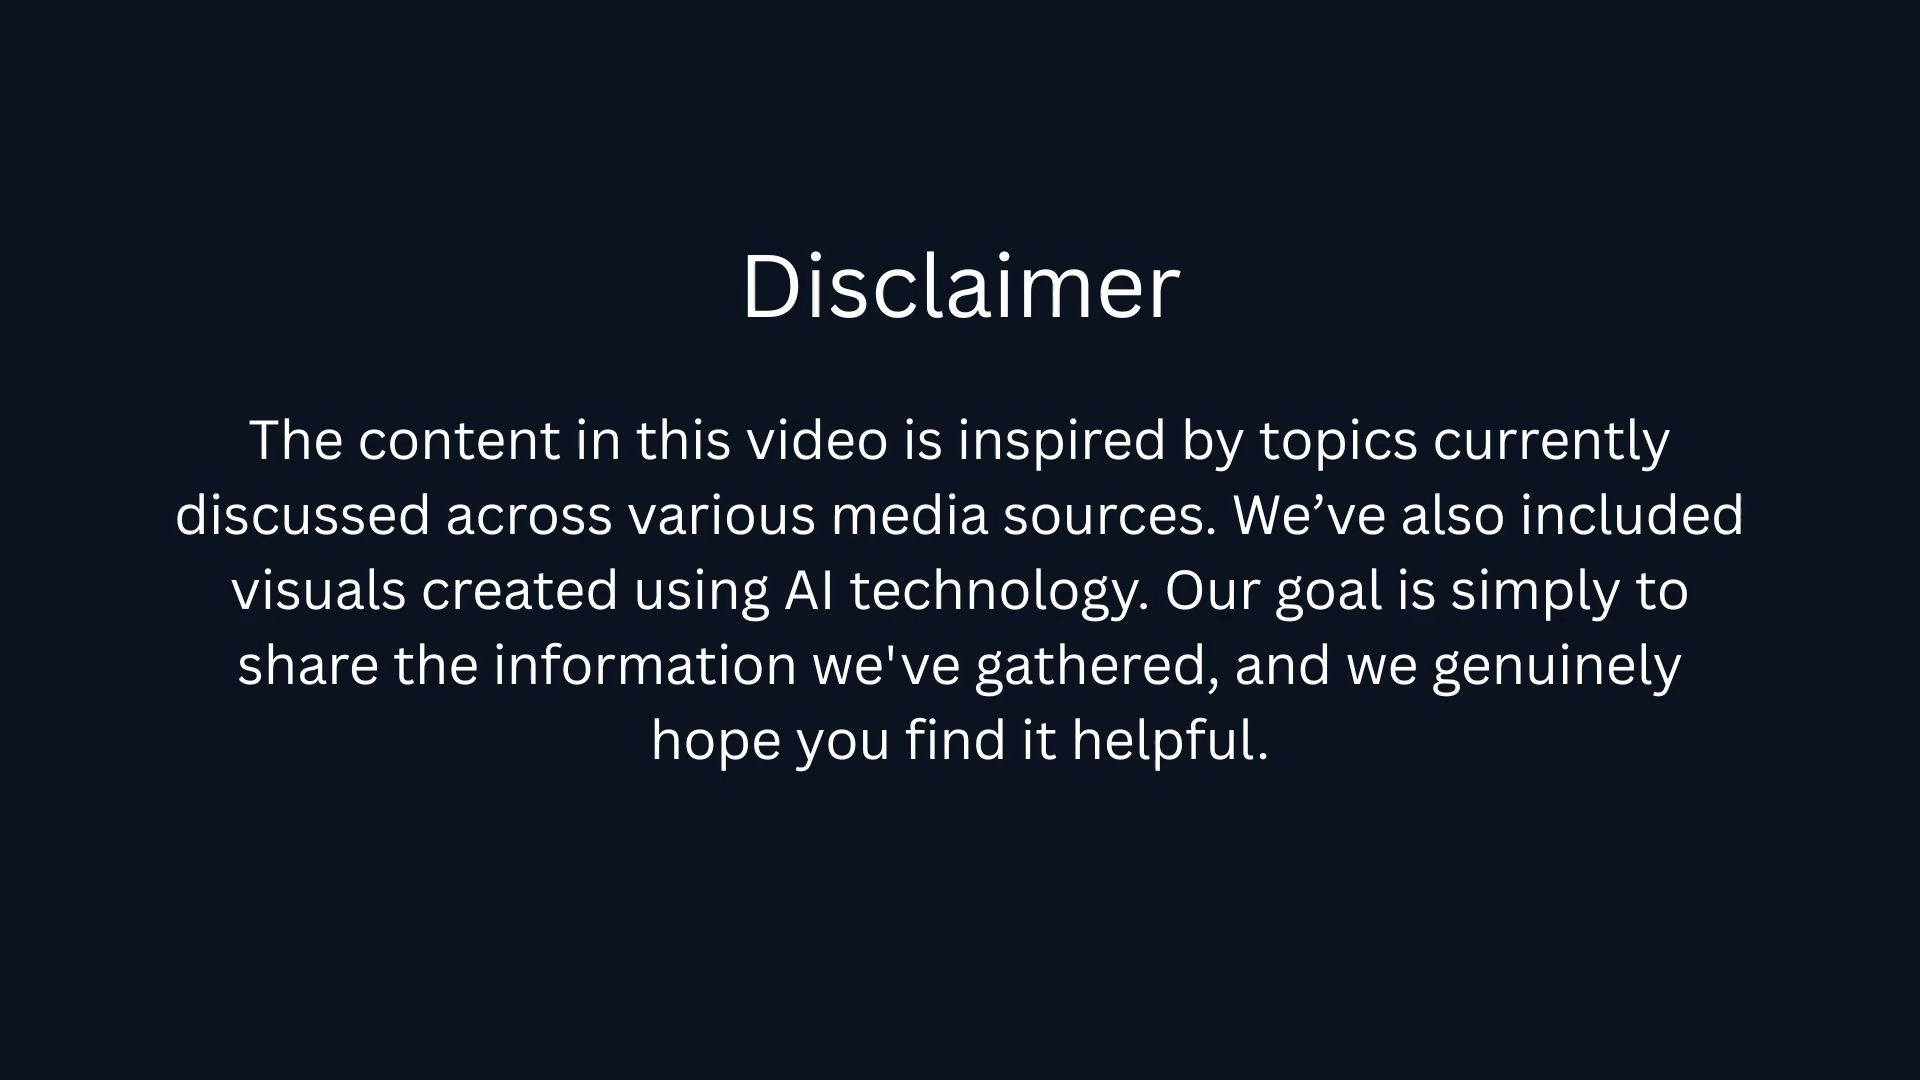 Disclaimer
The content in this video is inspired by topics currently
discussed across various media sources. We’ve also included
visuals created using AI technology. Our goal is simply to
share the information we've gathered, and we genuinely
hope you find it helpful.